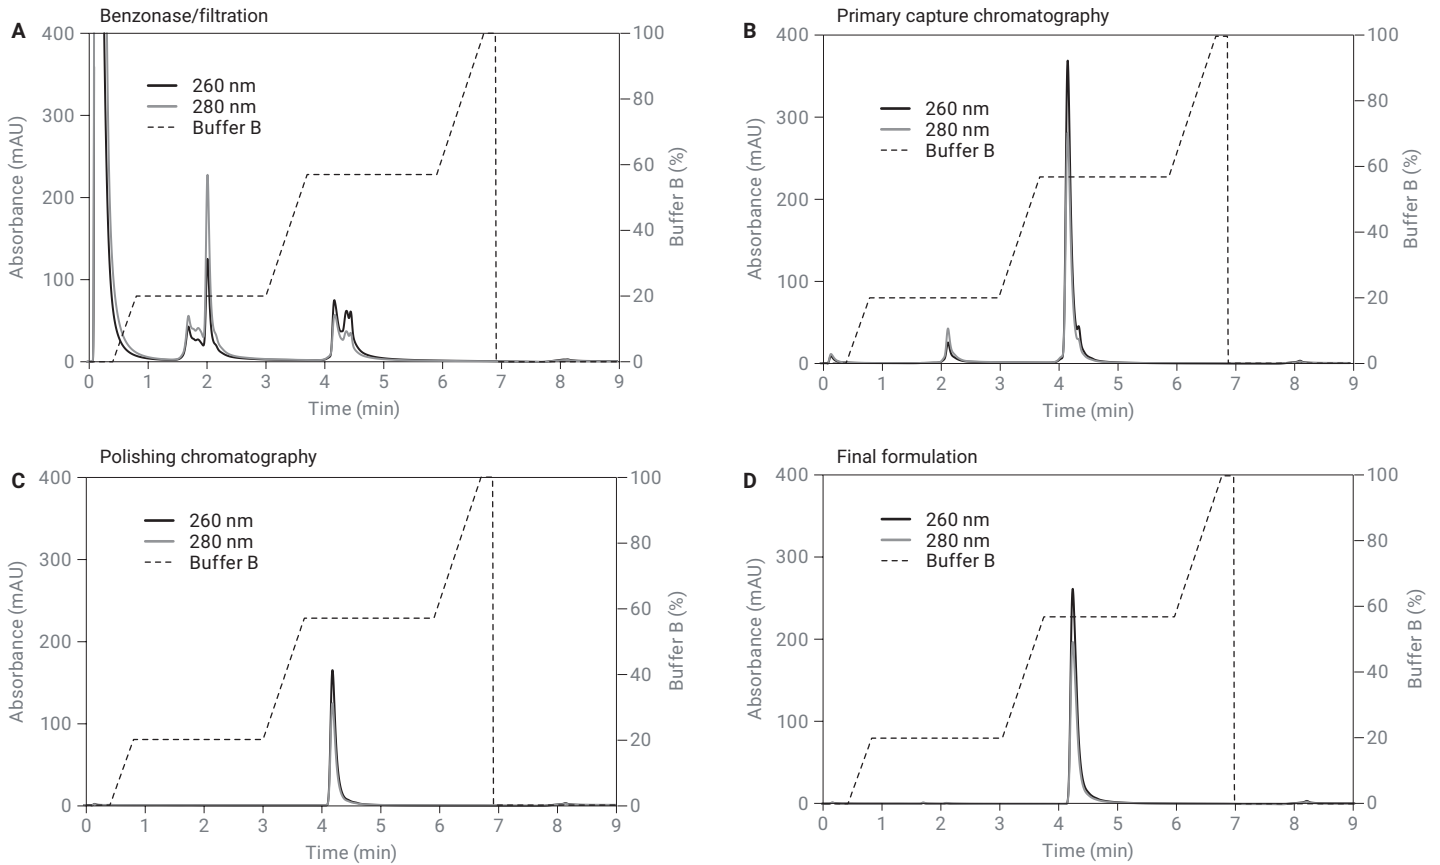 A
Benzonase/filtration
400
300
200
100
0
100
80
60
40
20
0
260 nm
280 nm
Buffer B
Absorbance (mAU)
Buffer B (%)
0 1 2 3 4 5 6 7 8 9
Time (min)
B
Primary capture chromatography
400
300
200
100
0
100
80
60
40
20
0
260 nm
280 nm
Buffer B
Absorbance (mAU)
Buffer B (%)
0 1 2 3 4 5 6 7 8 9
Time (min)
C
Polishing chromatography
400
300
200
100
0
100
80
60
40
20
0
260 nm
280 nm
Buffer B
Absorbance (mAU)
Buffer B (%)
0 1 2 3 4 5 6 7 8 9
Time (min)
D
Final formulation
400
300
200
100
0
100
80
60
40
20
0
260 nm
280 nm
Buffer B
Absorbance (mAU)
Buffer B (%)
0 1 2 3 4 5 6 7 8 9
Time (min)